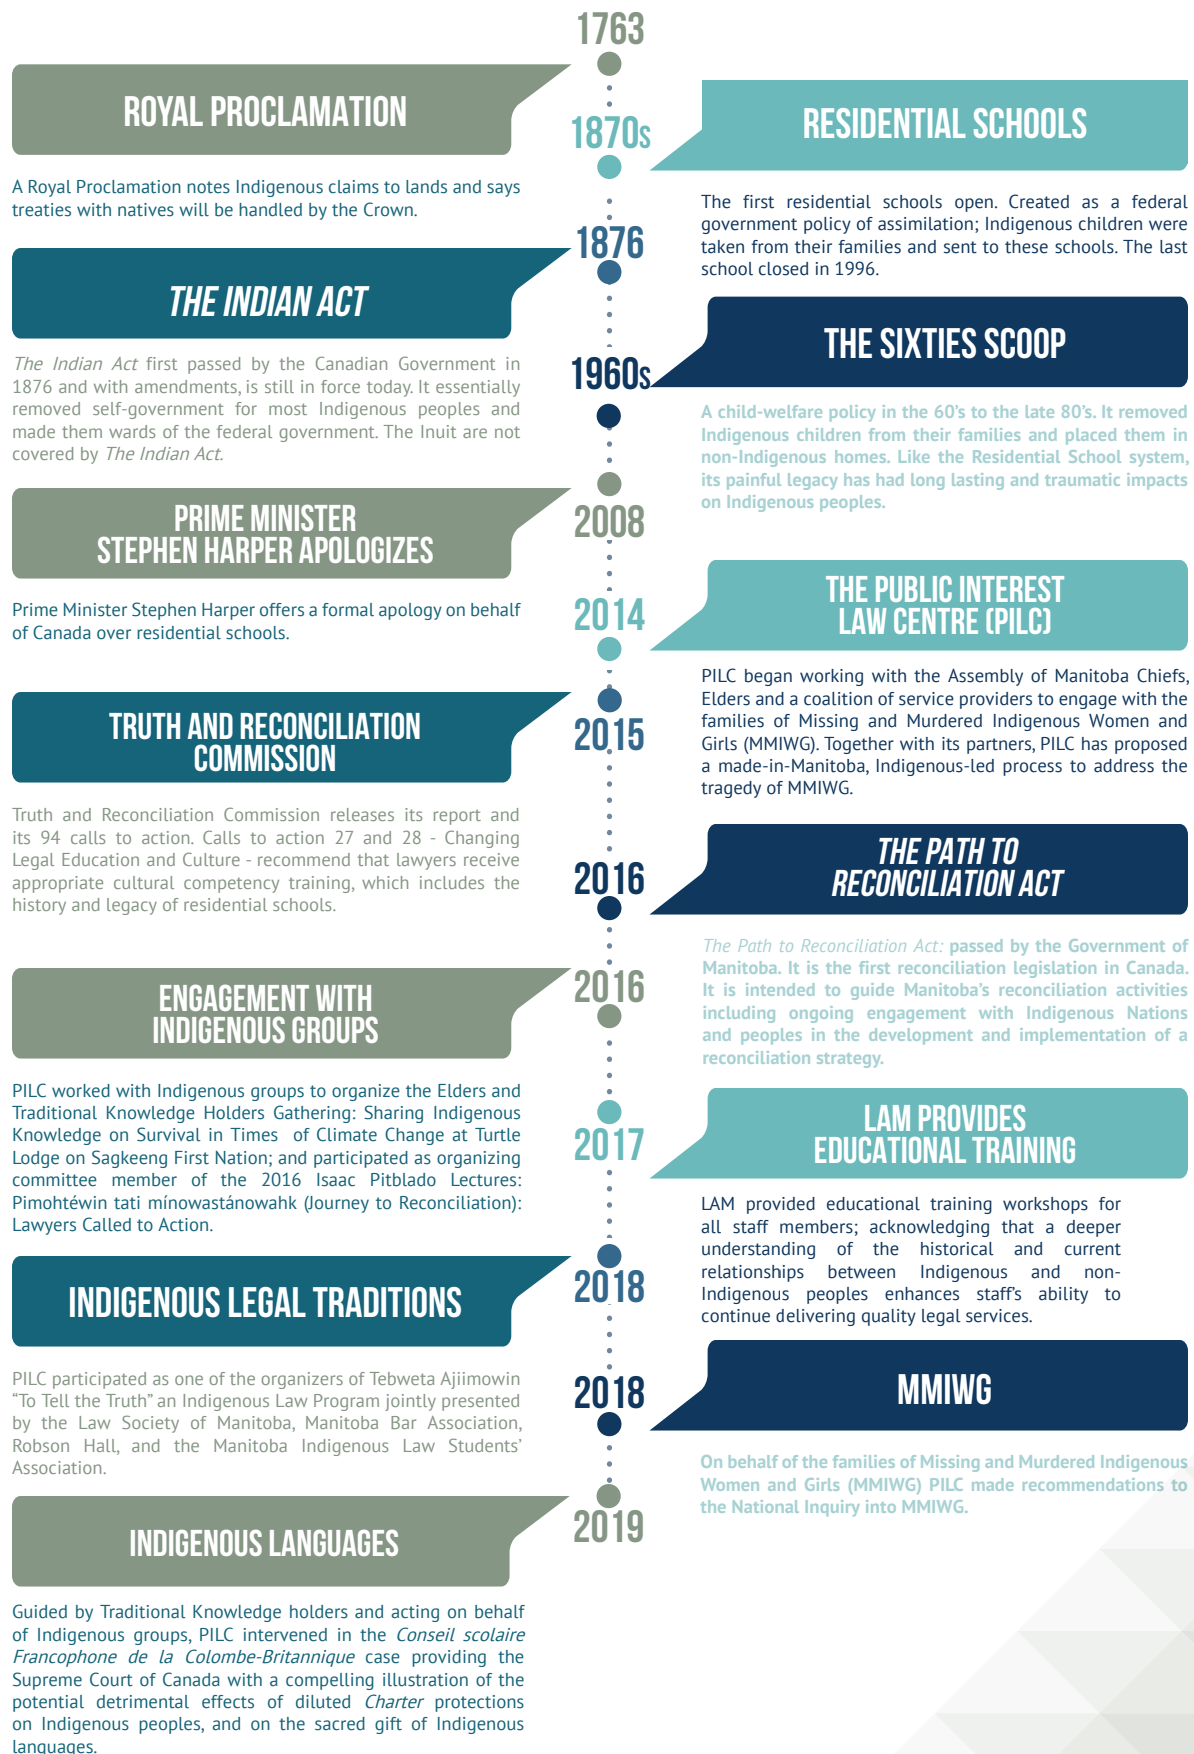 1763
ROYAL PROCLAMATION
A Royal Proclamation notes Indigenous claims to lands and says
treaties with natives will be handled by the Crown.
1870s
RESIDENTIAL SCHOOLS
The first residential schools open. Created as a federal
government policy of assimilation; Indigenous children were
taken from their families and sent to these schools. The last
school closed in 1996.
1876
THE INDIAN ACT
The Indian Act first passed by the Canadian Government in
1876 and with amendments, is still in force today. It essentially
removed self-government for most Indigenous peoples and
made them wards of the federal government. The Inuit are not
covered by The Indian Act.
1960s
THE SIXTIES SCOOP
A child-welfare policy in the 60’s to the late 80’s. It removed
Indigenous children from their families and placed them in
non-Indigenous homes. Like the Residential School system,
its painful legacy has had long lasting and traumatic impacts
on Indigenous peoples.
2008
PRIME MINISTER
STEPHEN HARPER APOLOGIZES
Prime Minister Stephen Harper offers a formal apology on behalf
of Canada over residential schools.
2014
THE PUBLIC INTEREST
LAW CENTRE (PILC)
PILC began working with the Assembly of Manitoba Chiefs,
Elders and a coalition of service providers to engage with the
families of Missing and Murdered Indigenous Women and
Girls (MMIWG). Together with its partners, PILC has proposed
a made-in-Manitoba, Indigenous-led process to address the
tragedy of MMIWG.
2015
TRUTH AND RECONCILIATION
COMMISSION
Truth and Reconciliation Commission releases its report and
its 94 calls to action. Calls to action 27 and 28 - Changing
Legal Education and Culture - recommend that lawyers receive
appropriate cultural competency training, which includes the
history and legacy of residential schools.
2016
THE PATH TO
RECONCILIATION ACT
The Path to Reconciliation Act: passed by the Government of
Manitoba. It is the first reconciliation legislation in Canada.
It is intended to guide Manitoba’s reconciliation activities
including ongoing engagement with Indigenous Nations
and peoples in the development and implementation of a
reconciliation strategy.
2016
ENGAGEMENT WITH
INDIGENOUS GROUPS
PILC worked with Indigenous groups to organize the Elders and
Traditional Knowledge Holders Gathering: Sharing Indigenous
Knowledge on Survival in Times of Climate Change at Turtle
Lodge on Sagkeeng First Nation; and participated as organizing
committee member of the 2016 Isaac Pitblado Lectures:
Pimohtéwin tati mínowastánowahk (Journey to Reconciliation):
Lawyers Called to Action.
2017
LAM PROVIDES
EDUCATIONAL TRAINING
LAM provided educational training workshops for
all staff members; acknowledging that a deeper
understanding of the historical and current
relationships between Indigenous and non-
Indigenous peoples enhances staff’s ability to
continue delivering quality legal services.
2018
INDIGENOUS LEGAL TRADITIONS
PILC participated as one of the organizers of Tebweta Ajiimowin
“To Tell the Truth” an Indigenous Law Program jointly presented
by the Law Society of Manitoba, Manitoba Bar Association,
Robson Hall, and the Manitoba Indigenous Law Students’
Association.
2018
MMIWG
On behalf of the families of Missing and Murdered Indigenous
Women and Girls (MMIWG) PILC made recommendations to
the National Inquiry into MMIWG.
2019
INDIGENOUS LANGUAGES
Guided by Traditional Knowledge holders and acting on behalf
of Indigenous groups, PILC intervened in the Conseil scolaire
Francophone de la Colombe-Britannique case providing the
Supreme Court of Canada with a compelling illustration of the
potential detrimental effects of diluted Charter protections
on Indigenous peoples, and on the sacred gift of Indigenous
languages.